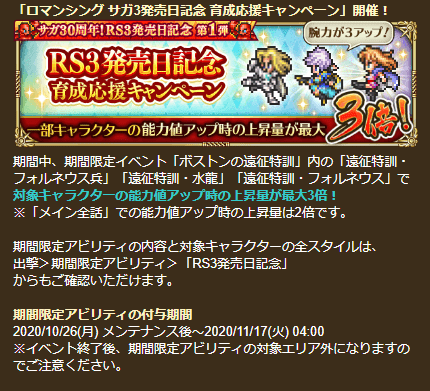 「ロマンシング サガ3発売日記念 育成応援キャンペーン」開催！
サガ30周年！RS3発売日記念 第1弾
腕力が3アップ！
RS3発売日記念
育成応援キャンペーン
一部キャラクターの能力値アップ時の上昇量が最大
3倍！
期間中、期間限定イベント「ボストンの遠征特訓」内の「遠征特訓・
フォルネウス兵」「遠征特訓・水龍」「遠征特訓・フォルネウス」で
対象キャラクターの能力値アップ時の上昇量が最大3倍！
※「メイン全話」での能力値アップ時の上昇量は2倍です。
期間限定アビリティの内容と対象キャラクターの全スタイルは、
出撃＞期間限定アビリティ＞「RS3発売日記念」
からもご確認いただけます。
期間限定アビリティの付与期間
2020/10/26(月) メンテナンス後～2020/11/17(火) 04:00
※イベント終了後、期間限定アビリティの対象エリア外になりますの
でご注意ください。